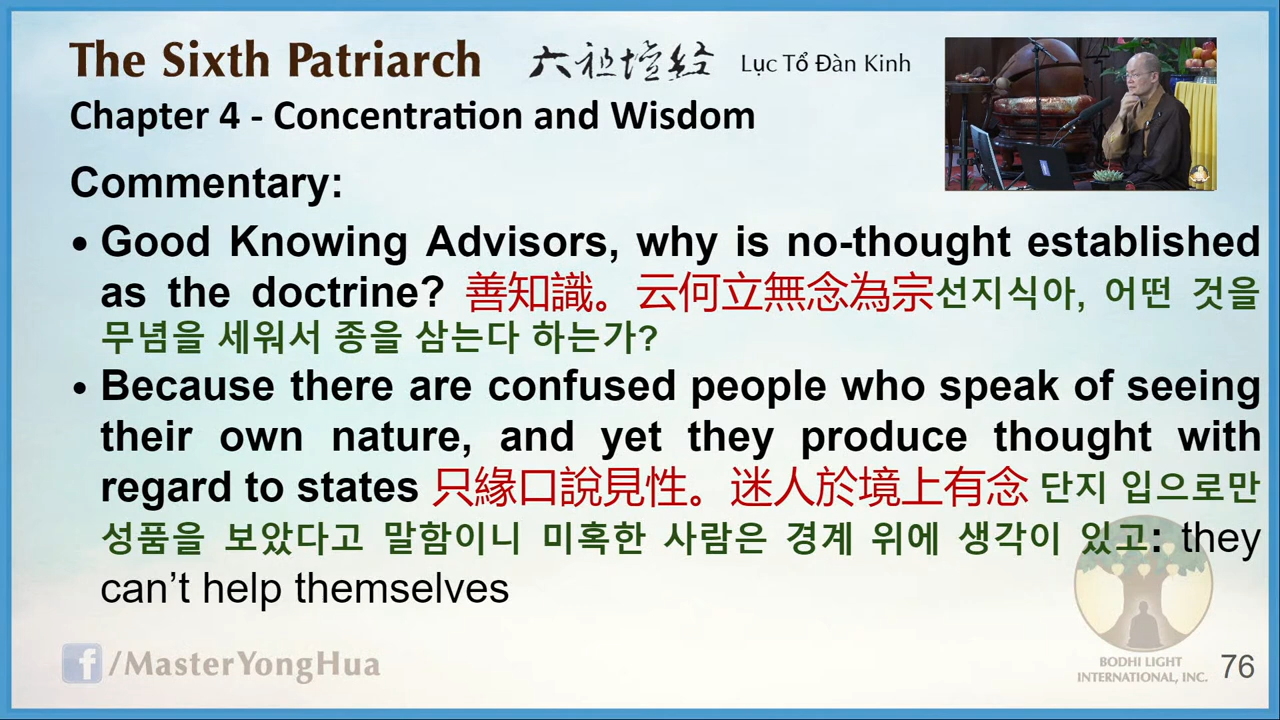 The Sixth Patriarch 六祖壇経 Lục Tổ Đàn Kinh
Chapter 4 - Concentration and Wisdom
Commentary:
• Good Knowing Advisors, why is no-thought established
as the doctrine? 善知識。云何立無念為宗선지식아, 어떤 것을
무념을 세워서 종을 삼는다 하는가?
• Because there are confused people who speak of seeing
their own nature, and yet they produce thought with
regard to states 只緣口說見性。迷人於境上有念 단지 입으로만
성품을 보았다고 말함이니 미혹한 사람은 경계 위에 생각이 있고: they
can’t help themselves
f/MasterYongHua
BODHI LIGHT
INTERNATIONAL, INC.
76